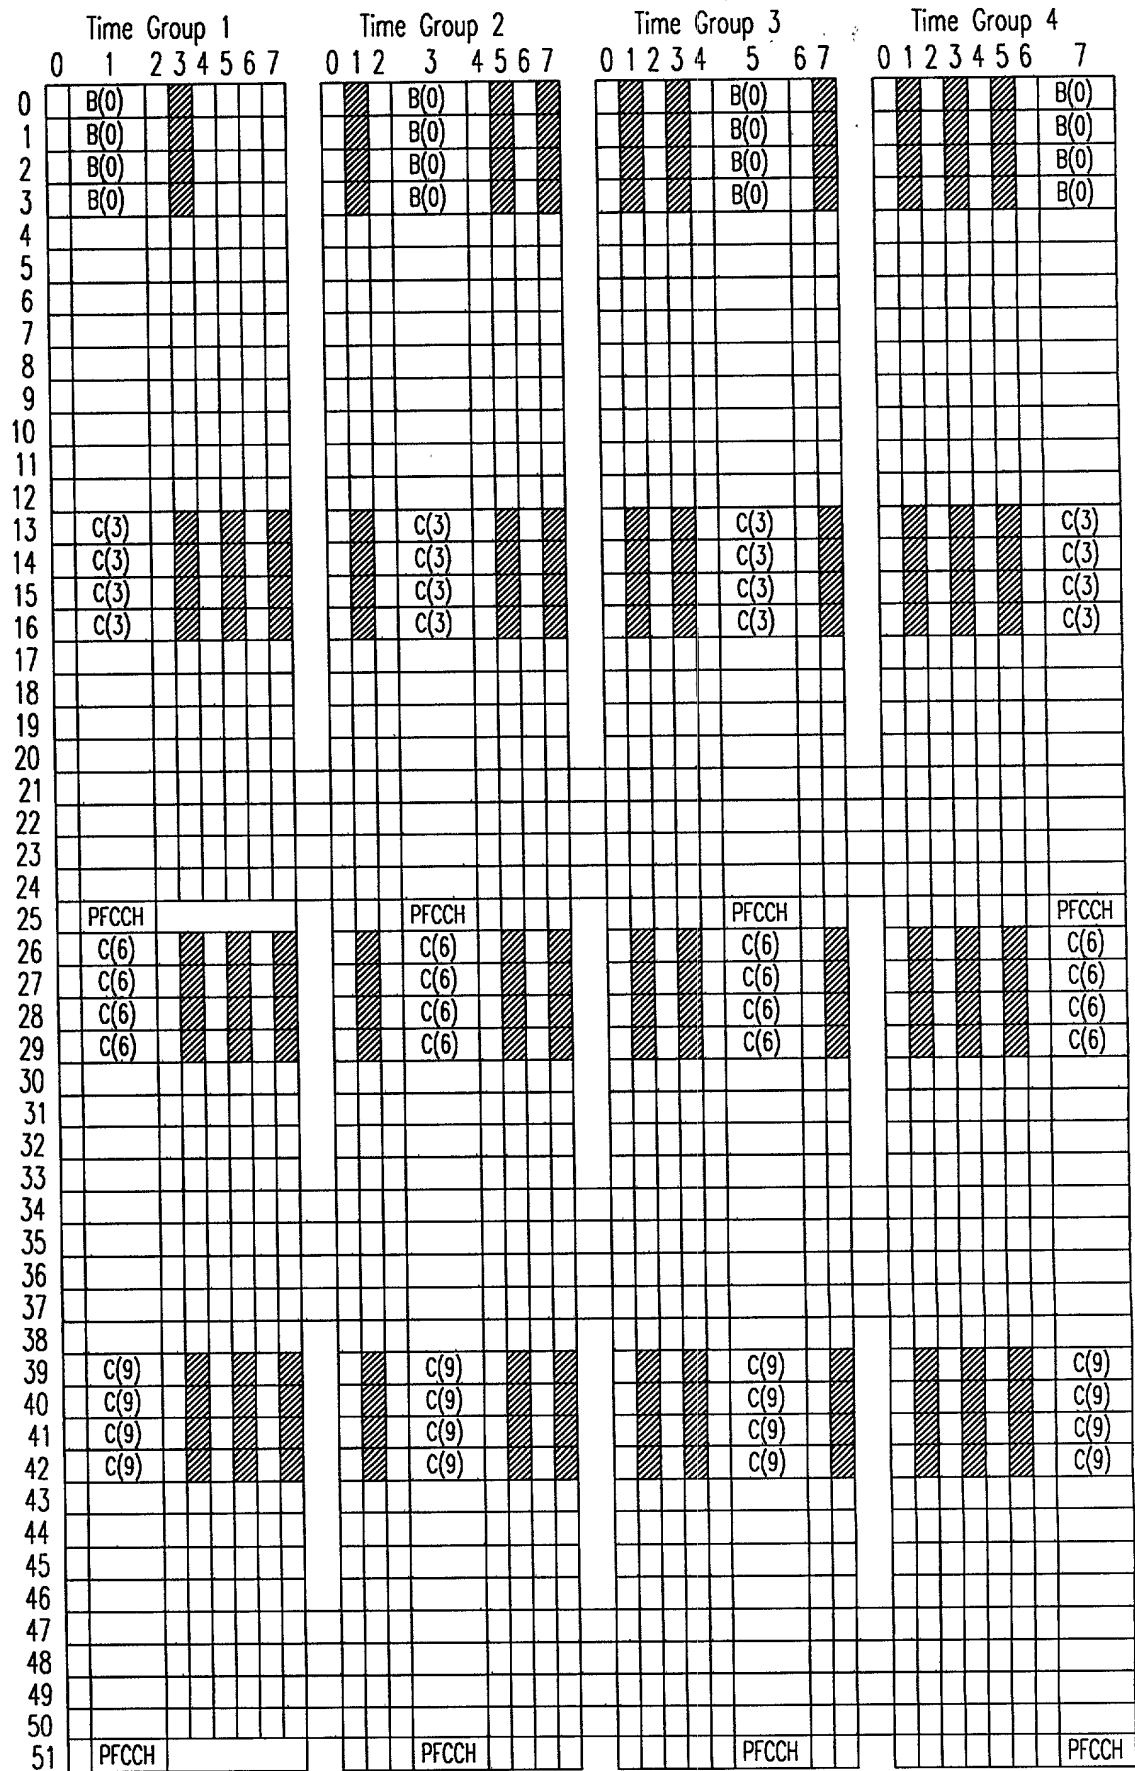 Time Group 1 Time Group 2 Time Group 3 Time Group 4
0 1 2 3 4 5 6 7 0 1 2 3 4 5 6 7 0 1 2 3 4 5 6 7 0 1 2 3 4 5 6 7
0 B(0) B(0) B(0) B(0)
1 B(0) B(0) B(0) B(0)
2 B(0) B(0) B(0) B(0)
3 B(0) B(0) B(0) B(0)
4
5
6
7
8
9
10
11
12
13 C(3) C(3) C(3) C(3)
14 C(3) C(3) C(3) C(3)
15 C(3) C(3) C(3) C(3)
16 C(3) C(3) C(3) C(3)
17
18
19
20
21
22
23
24
25 PFCCH PFCCH PFCCH PFCCH
26 C(6) C(6) C(6) C(6)
27 C(6) C(6) C(6) C(6)
28 C(6) C(6) C(6) C(6)
29 C(6) C(6) C(6) C(6)
30
31
32
33
34
35
36
37
38
39 C(9) C(9) C(9) C(9)
40 C(9) C(9) C(9) C(9)
41 C(9) C(9) C(9) C(9)
42 C(9) C(9) C(9) C(9)
43
44
45
46
47
48
49
50
51 PFCCH PFCCH PFCCH PFCCH